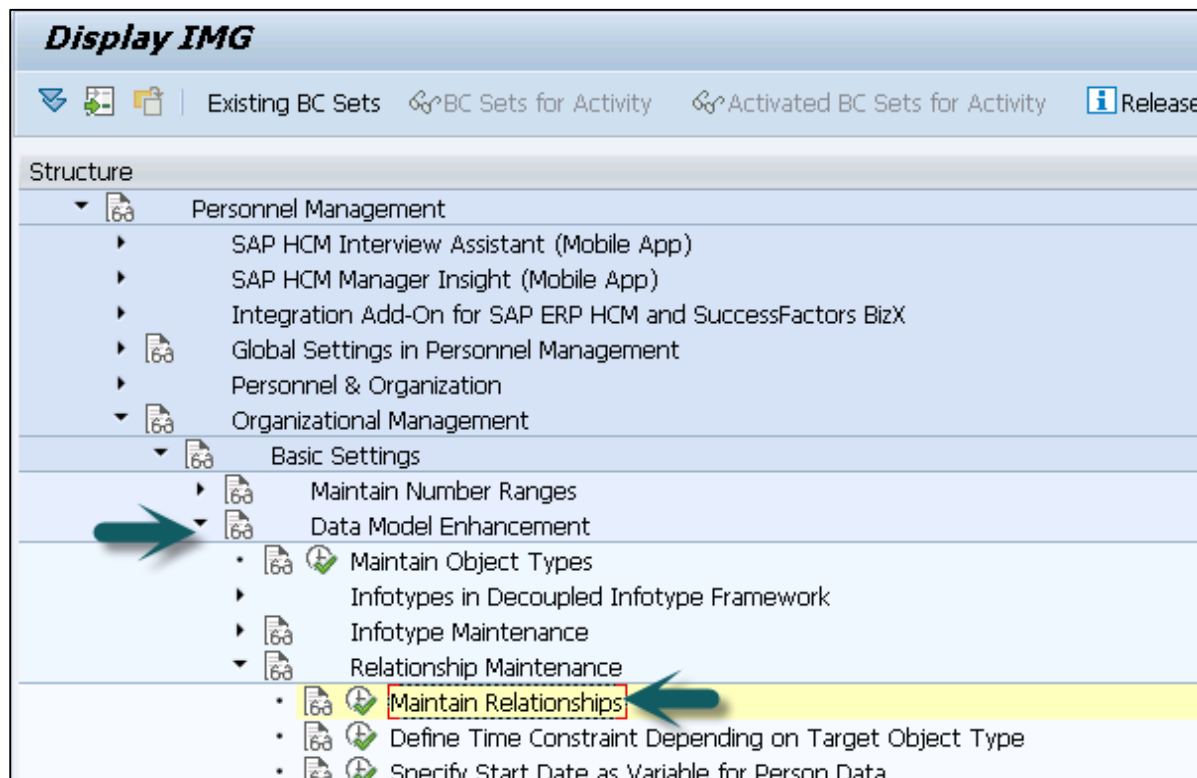 Display IMG
Existing BC Sets BC Sets for Activity Activated BC Sets for Activity Release
Structure
Personnel Management
SAP HCM Interview Assistant (Mobile App)
SAP HCM Manager Insight (Mobile App)
Integration Add-On for SAP ERP HCM and SuccessFactors BizX
Global Settings in Personnel Management
Personnel & Organization
Organizational Management
Basic Settings
Maintain Number Ranges
Data Model Enhancement
Maintain Object Types
Infotypes in Decoupled Infotype Framework
Infotype Maintenance
Relationship Maintenance
Maintain Relationships
Define Time Constraint Depending on Target Object Type
Specify Start Date as Variable for Person Data